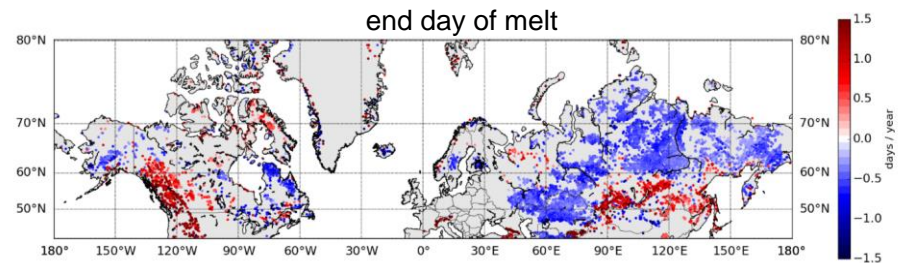 end day of melt
80°N 80°N
70°N 70°N
60°N 60°N
50°N 50°N
180° 150°W 120°W 90°W 60°W 30°W 0° 30°E 60°E 90°E 120°E 150°E 180°
1.5
1.0
0.5
0.0
−0.5
−1.0
−1.5
days / year